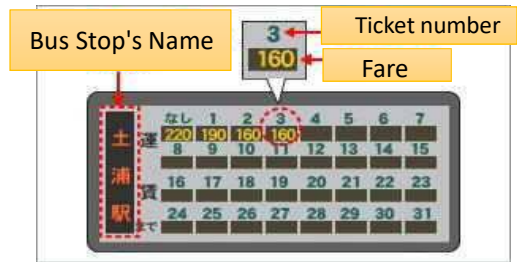 Bus Stop's Name
3
160
Ticket number
Fare
土浦駅
運賃
まで
なし 1 2 3 4 5 6 7
220 190 160 160
8 9 10 11 12 13 14 15
16 17 18 19 20 21 22 23
24 25 26 27 28 29 30 31